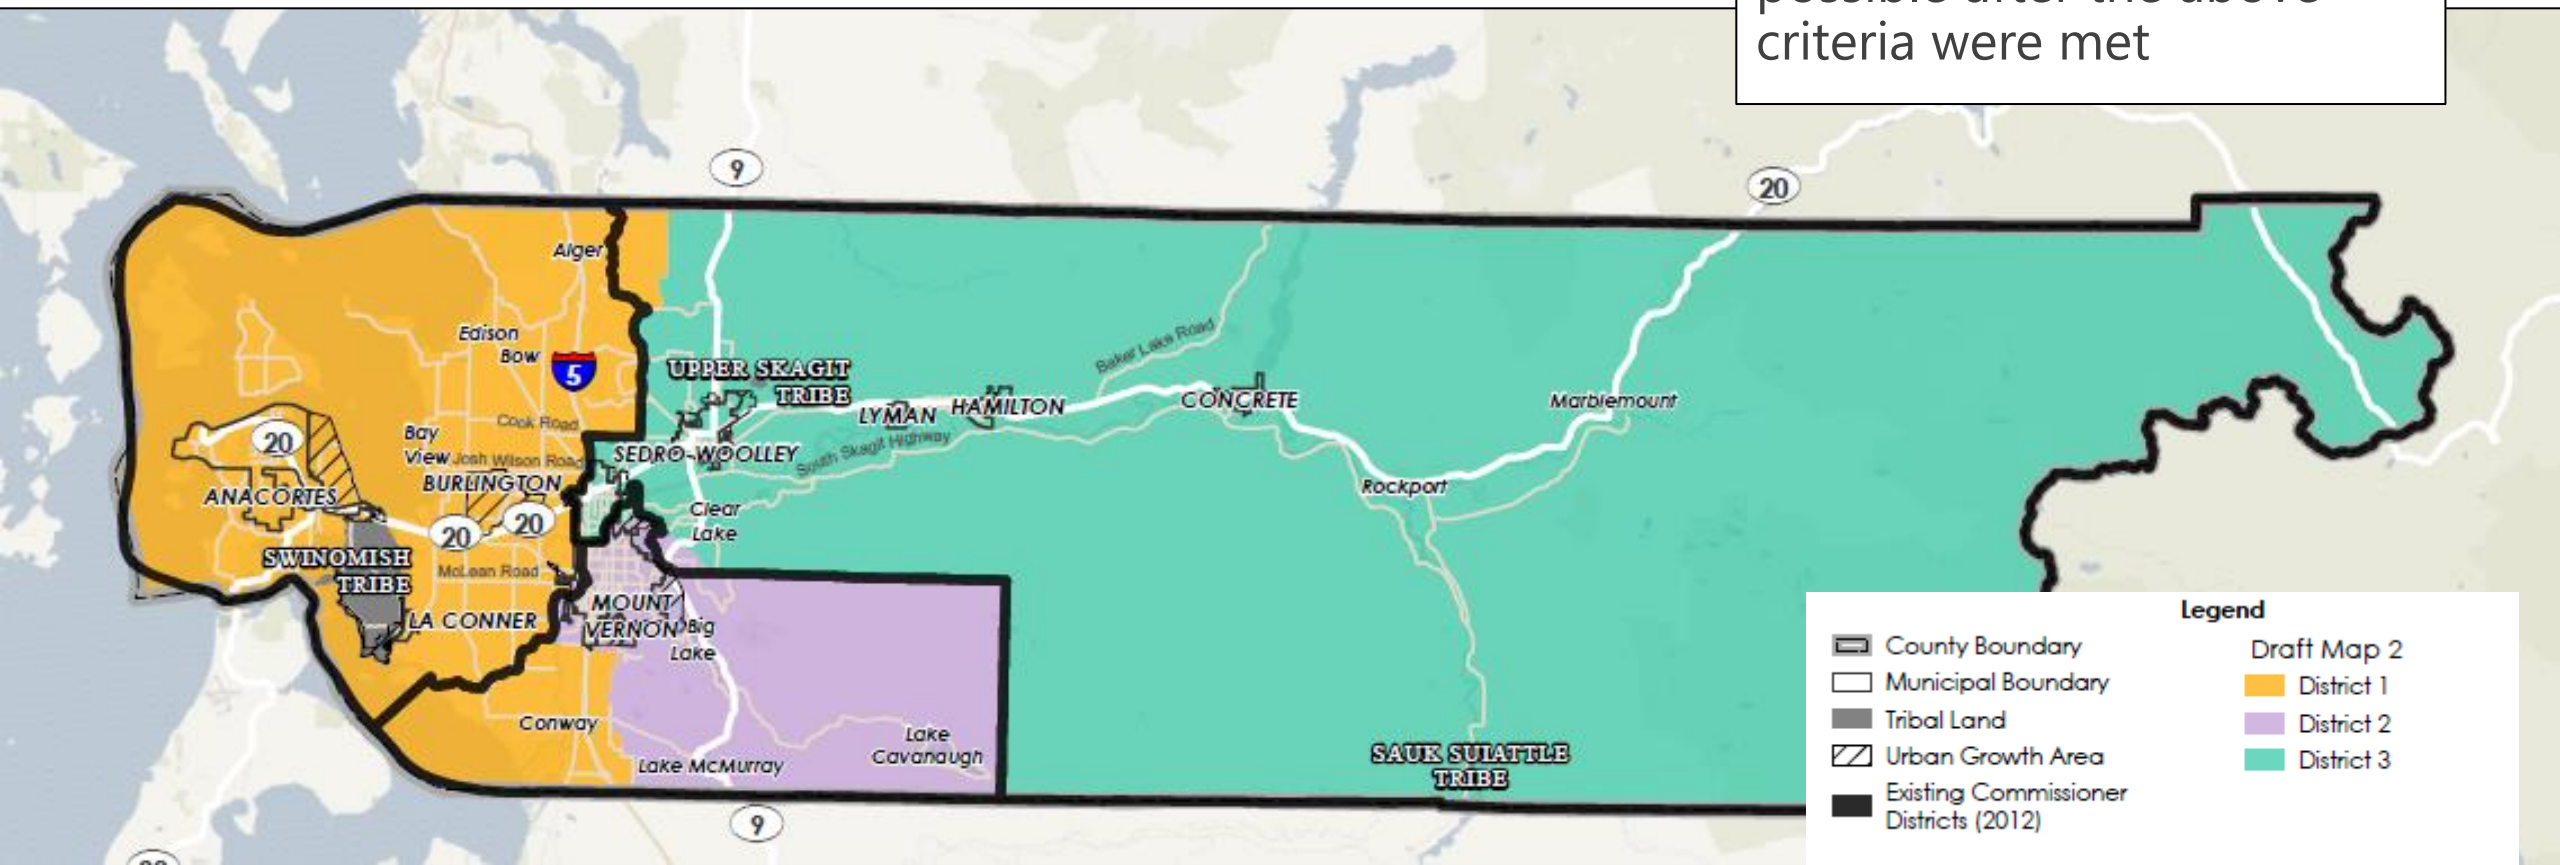 possible after the above
criteria were met
9
20
Alger
Edison
Bow
5
Baker Lake Road
UPPER SKAGIT
TRIBE
LYMAN
HAMILTON
CONCRETE
Marblemount
Cook Road
20
Bay
View
Josh Wilson Road
SEDRO-WOOLLEY
South Skagit Highway
BURLINGTON
ANACORTES
Rockport
20
20
Clear
Lake
SWINOMISH
TRIBE
McLean Road
LA CONNER
MOUNT
VERNON
Big
Lake
Conway
Lake
Cavanaugh
Lake McMurray
SAUK SUIATTLE
TRIBE
9
Legend
County Boundary
Municipal Boundary
Tribal Land
Urban Growth Area
Existing Commissioner
Districts (2012)
Draft Map 2
District 1
District 2
District 3